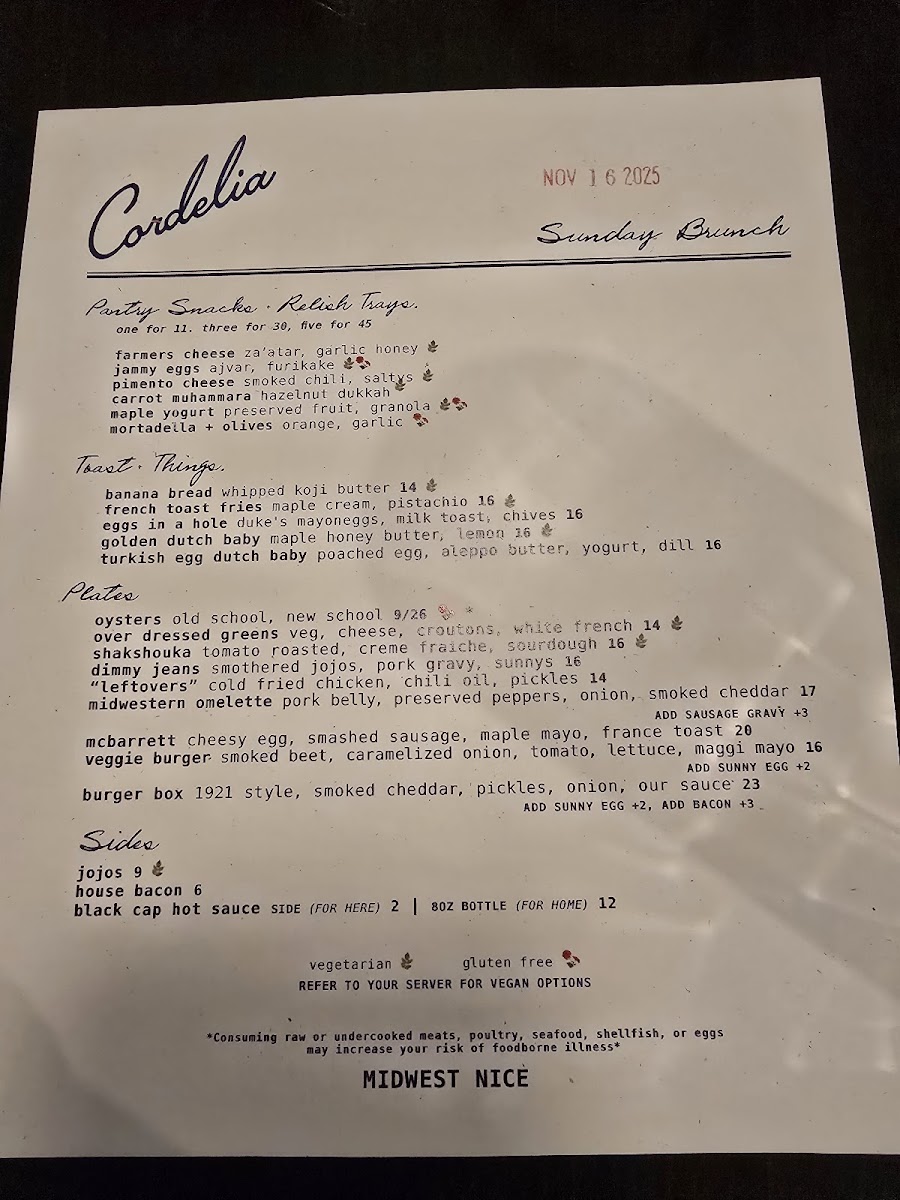 Cordelia
NOV 16 2025
Sunday Brunch
Pantry Snacks · Relish Trays.
one for 11. three for 30, five for 45
farmers cheese za'atar, garlic honey
jammy eggs ajvar, furikake
pimento cheese smoked chili, saltys
carrot muhammara hazelnut dukkah
maple yogurt preserved fruit, granola
mortadella + olives orange, garlic
Toast · Things.
banana bread whipped koji butter 14
french toast fries maple cream, pistachio 16
eggs in a hole duke's mayoneggs, milk toast, chives 16
golden dutch baby maple honey butter, lemon 16
turkish egg dutch baby poached egg, aleppo butter, yogurt, dill 16
Plates
oysters old school, new school 9/26 *
over dressed greens veg, cheese, croutons, white french 14
shakshouka tomato roasted, creme fraiche, sourdough 16
dimmy jeans smothered jojos, pork gravy, sunnys 16
“leftovers” cold fried chicken, chili oil, pickles 14
midwestern omelette pork belly, preserved peppers, onion, smoked cheddar 17
ADD SAUSAGE GRAVY +3
mcbarrett cheesy egg, smashed sausage, maple mayo, france toast 20
veggie burger smoked beet, caramelized onion, tomato, lettuce, maggi mayo 16
ADD SUNNY EGG +2
burger box 1921 style, smoked cheddar, pickles, onion, our sauce 23
ADD SUNNY EGG +2, ADD BACON +3
Sides
jojos 9
house bacon 6
black cap hot sauce SIDE (FOR HERE) 2 | 8OZ BOTTLE (FOR HOME) 12
vegetarian gluten free
REFER TO YOUR SERVER FOR VEGAN OPTIONS
*Consuming raw or undercooked meats, poultry, seafood, shellfish, or eggs
may increase your risk of foodborne illness*
MIDWEST NICE